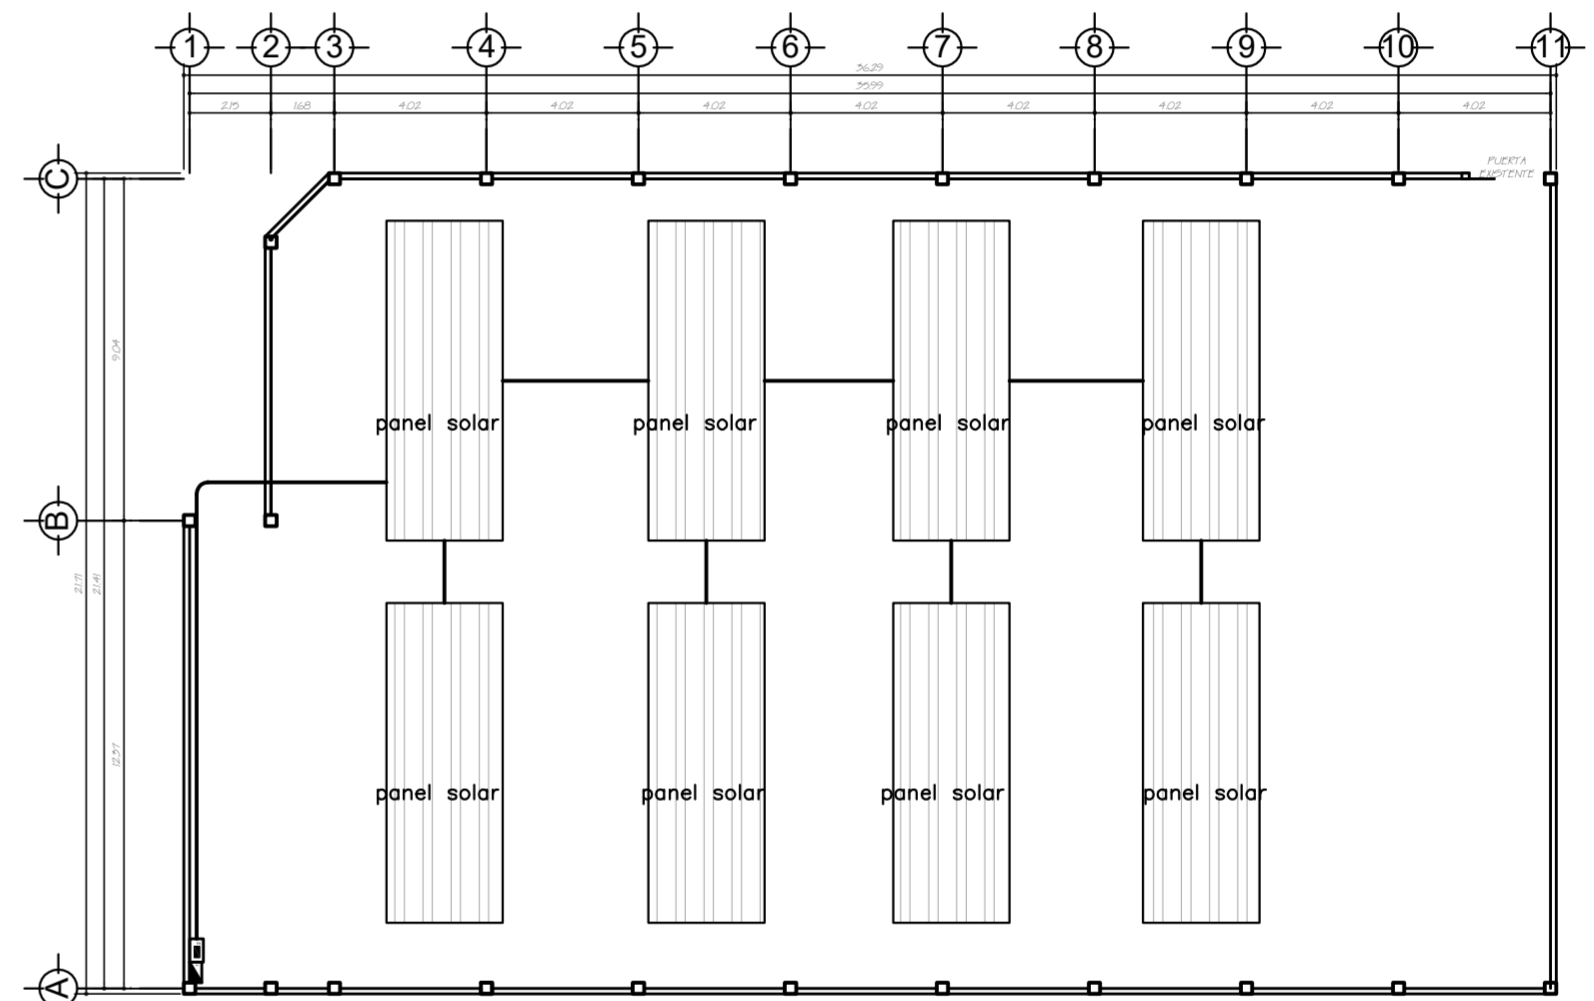 1 2 3 4 5 6 7 8 9 10 11
36.29
35.99
2.15 1.68 4.02 4.02 4.02 4.02 4.02 4.02 4.02 4.02
PUERTA
EXISTENTE
C
9.04
panel solar panel solar panel solar panel solar
B
21.71
21.41
12.37
panel solar panel solar panel solar panel solar
A